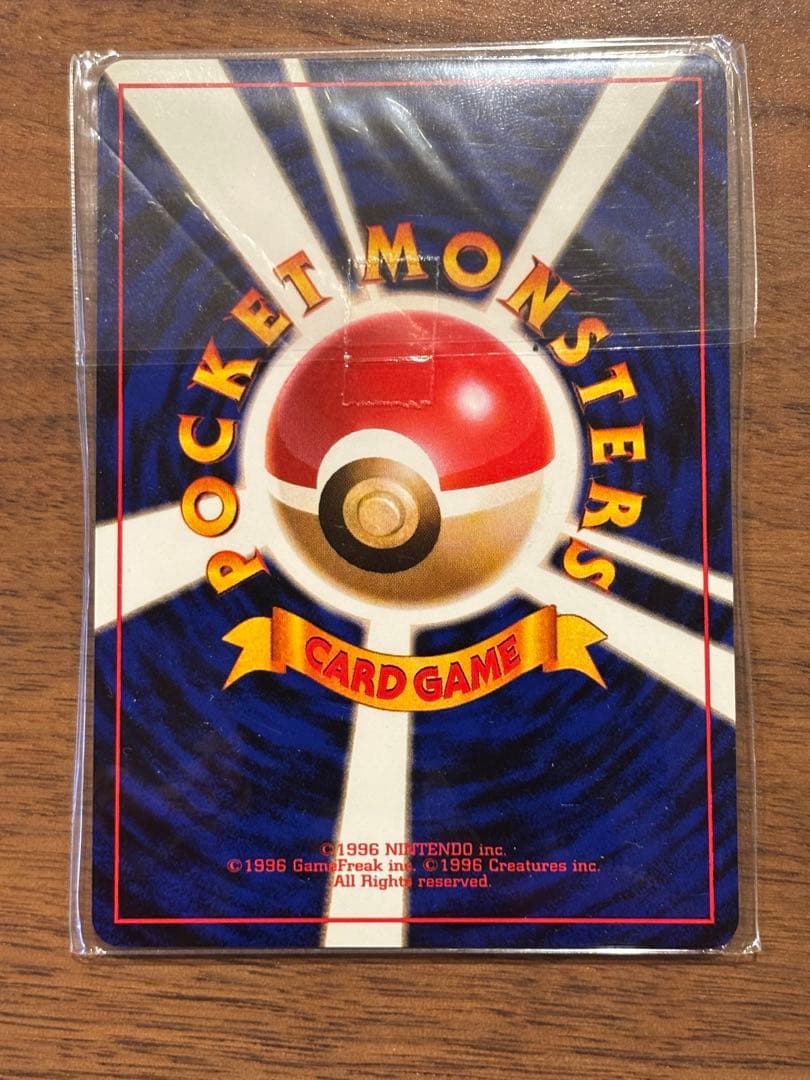 POCKET MONSTERS
CARD GAME
©1996 NINTENDO inc.
©1996 GameFreak inc. ©1996 Creatures inc.
All Rights reserved.